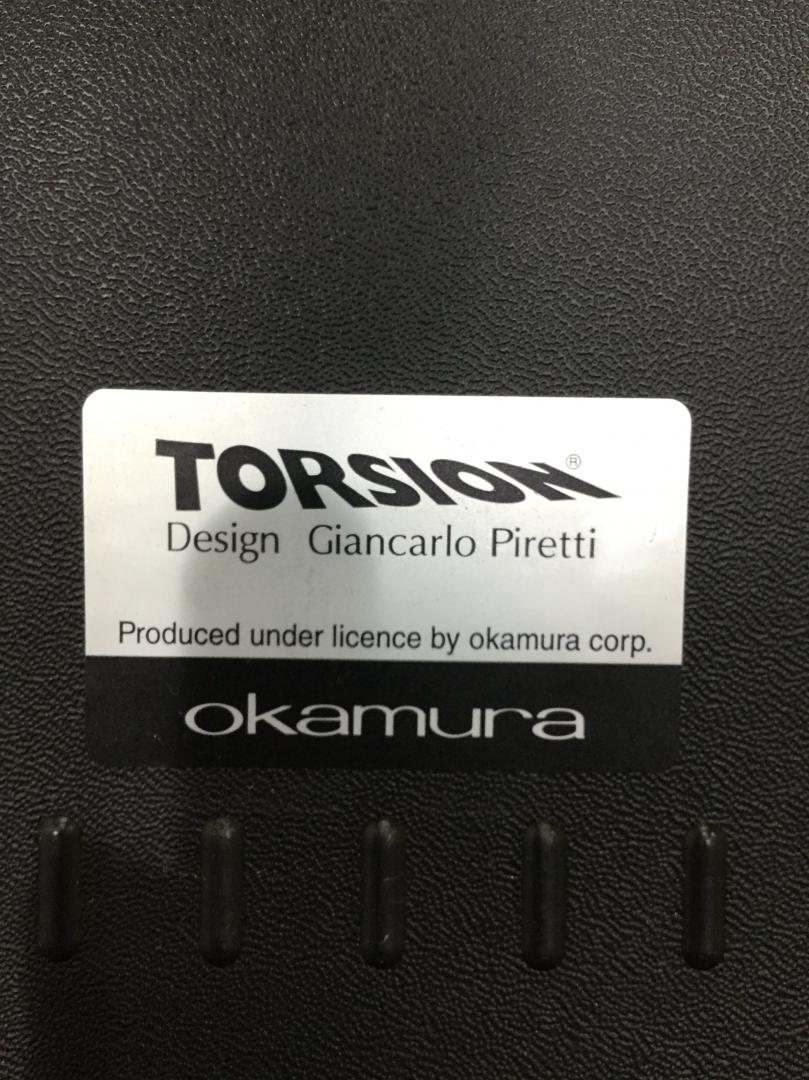 TORSION®
Design Giancarlo Piretti
Produced under licence by okamura corp.
okamura